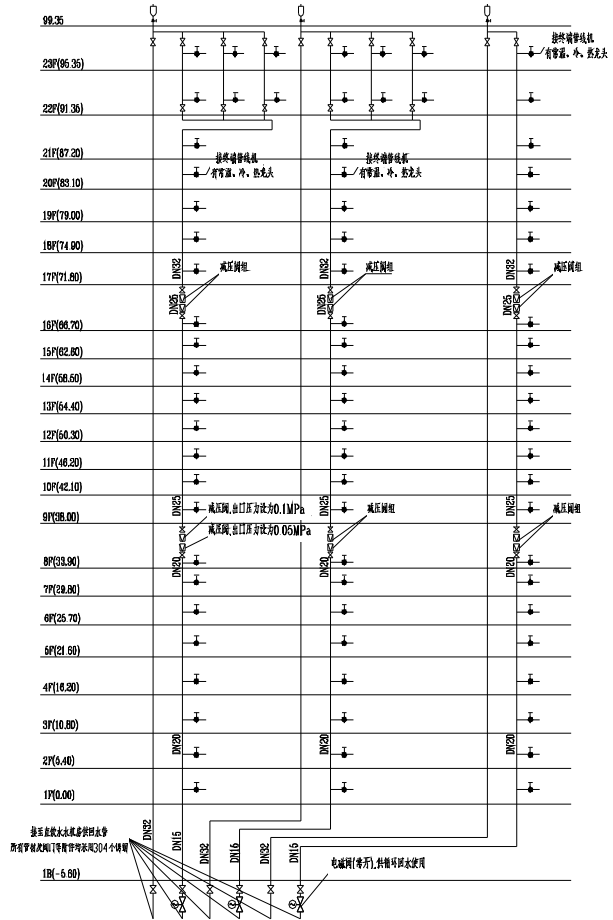 99.35
接终端管线机
有常温、冷、热龙头
23F(95.35)
22F(91.35)
21F(87.20)
接终端管线机
有常温、冷、热龙头
接终端管线机
有常温、冷、热龙头
20F(83.10)
19F(79.00)
18F(74.90)
DN32
DN32
DN32
减压阀组
减压阀组
减压阀组
17F(71.80)
DN25
DN25
DN25
16F(66.70)
15F(62.80)
14F(58.50)
13F(54.40)
12F(50.30)
11F(46.20)
10F(42.10)
DN25
DN25
DN25
减压阀,出口压力设为0.1MPa
减压阀组
减压阀组
9F(38.00)
减压阀,出口压力设为0.05MPa
DN20
DN20
DN20
8F(33.90)
7F(29.80)
6F(25.70)
5F(21.60)
4F(16.20)
3F(10.80)
DN20
DN20
DN20
2F(5.40)
1F(0.00)
接至直饮水水机房供回水管
所有管材及阀门等附件均采用304不锈钢
DN32
DN15
DN32
DN15
DN32
DN15
电磁阀(常开),供循环回水使用
1B(-5.60)